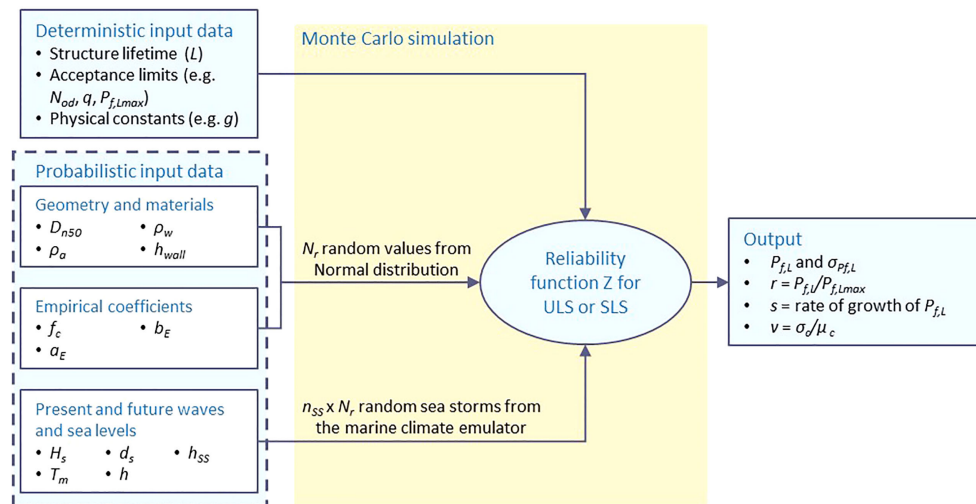 Deterministic input data
• Structure lifetime (L)
• Acceptance limits (e.g.
Nod, q, Pf,Lmax)
• Physical constants (e.g. g)
Monte Carlo simulation
Probabilistic input data
Geometry and materials
• Dn50 • ρw
• ρa • hwall
Empirical coefficients
• fc • bE
• aE
Present and future waves
and sea levels
• Hs • ds • hSS
• Tm • h
Nr random values from
Normal distribution
nSS x Nr random sea storms from
the marine climate emulator
Reliability
function Z for
ULS or SLS
Output
• Pf,L and σPf,L
• r = Pf,L/Pf,Lmax
• s = rate of growth of Pf,L
• v = σc/μc